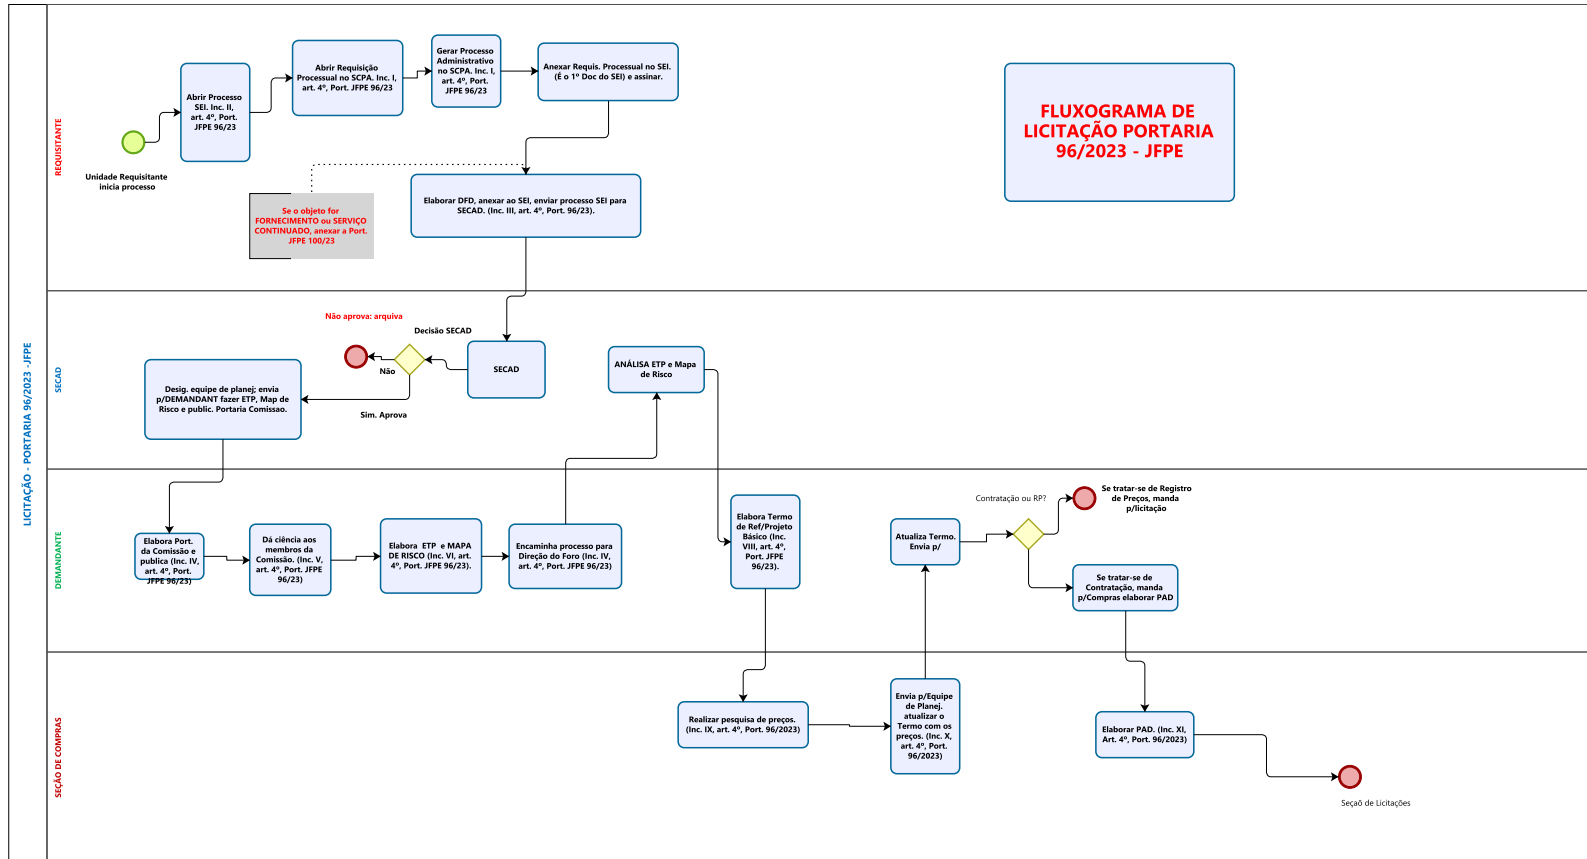 LICITAÇÃO - PORTARIA 96/2023 -JFPE
REQUISITANTE
Unidade Requisitante
inicia processo
Abrir Processo
SEI. Inc. II,
art. 4º, Port.
JFPE 96/23
Abrir Requisição
Processual no SCPA. Inc. I,
art. 4º, Port. JFPE 96/23
Gerar Processo
Administrativo
no SCPA. Inc. I,
art. 4º, Port.
JFPE 96/23
Anexar Requis. Processual no SEI.
(É o 1º Doc do SEI) e assinar.
FLUXOGRAMA DE
LICITAÇÃO PORTARIA
96/2023 - JFPE
Se o objeto for
FORNECIMENTO ou SERVIÇO
CONTINUADO, anexar a Port.
JFPE 100/23
Elaborar DFD, anexar ao SEI, enviar processo SEI para
SECAD. (Inc. III, art. 4º, Port. 96/23).
SECAD
Não aprova: arquiva
Decisão SECAD
SECAD
Não
Sim. Aprova
Desig. equipe de planej; envia
p/DEMANDANT fazer ETP, Map de
Risco e public. Portaria Comissao.
ANÁLISA ETP e Mapa
de Risco
DEMANDANTE
Elabora Port.
da Comissão e
publica (Inc. IV,
art. 4º, Port.
JFPE 96/23)
Dá ciência aos
membros da
Comissão. (Inc. V,
art. 4º, Port. JFPE
96/23)
Elabora  ETP  e MAPA
DE RISCO (Inc. VI, art.
4º, Port. JFPE 96/23).
Encaminha processo para
Direção do Foro (Inc. IV,
art. 4º, Port. JFPE 96/23)
Elabora Termo
de Ref/Projeto
Básico (Inc.
VIII, art. 4º,
Port. JFPE
96/23).
Atualiza Termo.
Envia p/
Contratação ou RP?
Se tratar-se de Registro
de Preços, manda
p/licitação
Se tratar-se de
Contratação, manda
p/Compras elaborar PAD
SEÇÃO DE COMPRAS
Realizar pesquisa de preços.
(Inc. IX, art. 4º, Port. 96/2023)
Envia p/Equipe
de Planej.
atualizar o
Termo com os
preços. (Inc. X,
art. 4º, Port.
96/2023)
Elaborar PAD. (Inc. XI,
Art. 4º, Port. 96/2023)
Seçaõ de Licitações